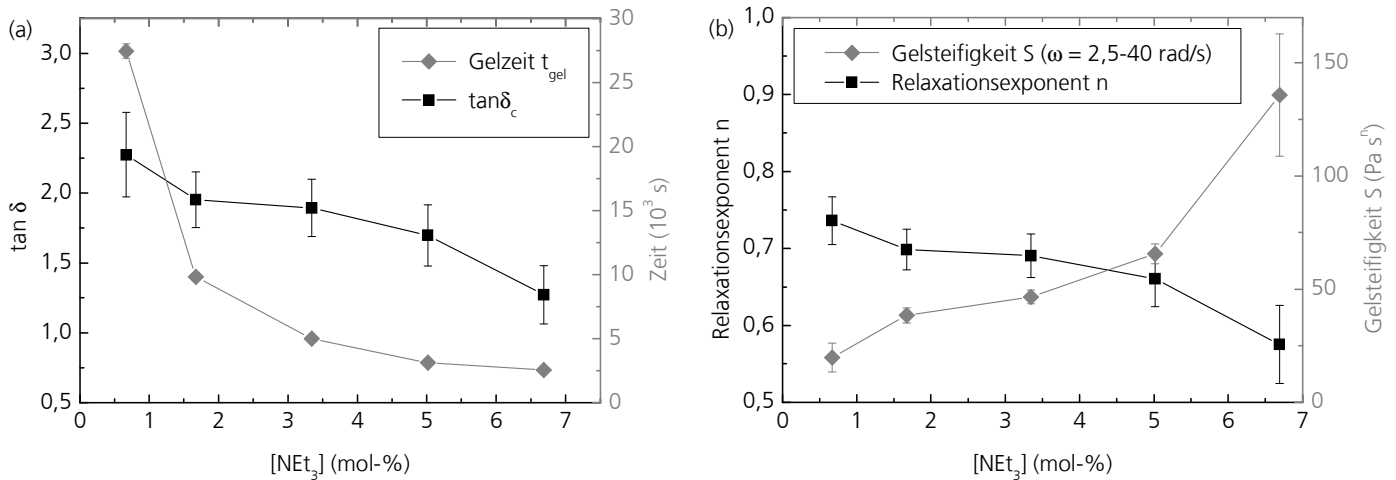 (a)
3,0
2,5
2,0
1,5
1,0
0,5
tan δ
0 1 2 3 4 5 6 7
[NEt3] (mol-%)
30
25
20
15
10
5
0
Zeit (10³ s)
Gelzeit tgel
tanδc
(b)
1,0
0,9
0,8
0,7
0,6
0,5
Relaxationsexponent n
0 1 2 3 4 5 6 7
[NEt3] (mol-%)
150
100
50
0
Gelsteifigkeit S (Pa sⁿ)
Gelsteifigkeit S (ω = 2,5-40 rad/s)
Relaxationsexponent n